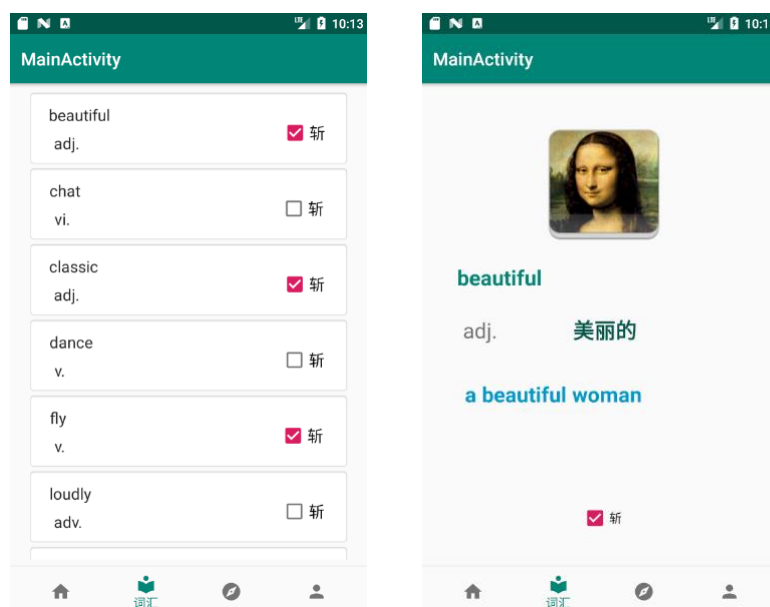 10:13
MainActivity
beautiful
adj.
斩
chat
vi.
斩
classic
adj.
斩
dance
v.
斩
fly
v.
斩
loudly
adv.
斩
词汇
10:1
MainActivity
beautiful
adj. 美丽的
a beautiful woman
斩
词汇